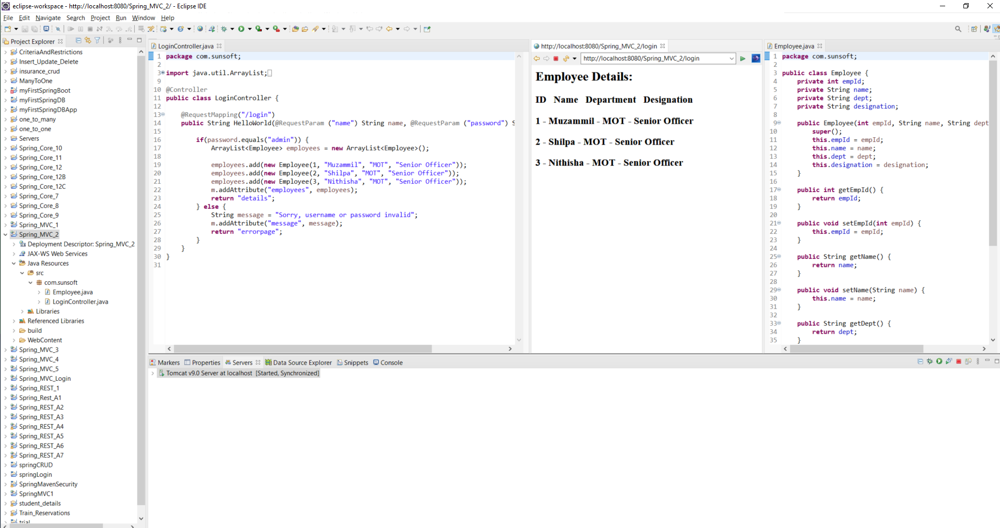 eclipse-workspace - http://localhost:8080/Spring_MVC_2/ - Eclipse IDE
File Edit Navigate Search Project Run Window Help
Project Explorer
CriteriaAndRestrictions
Insert_Update_Delete
insurance_crud
ManyToOne
myFirstSpringBoot
myFirstSpringDB
myFirstSpringDBApp
one_to_many
one_to_one
Servers
Spring_Core_10
Spring_Core_11
Spring_Core_12
Spring_Core_12B
Spring_Core_12C
Spring_Core_7
Spring_Core_8
Spring_Core_9
Spring_MVC_1
Spring_MVC_2
Deployment Descriptor: Spring_MVC_2
JAX-WS Web Services
Java Resources
src
com.sunsoft
Employee.java
LoginController.java
Libraries
Referenced Libraries
build
WebContent
Spring_MVC_3
Spring_MVC_4
Spring_MVC_5
Spring_MVC_Login
Spring_REST_1
Spring_Rest_A1
Spring_REST_A2
Spring_REST_A3
Spring_REST_A4
Spring_REST_A5
Spring_REST_A6
Spring_REST_A7
springCRUD
springLogin
SpringMavenSecurity
SpringMVC1
student_details
Train_Reservations
trial
LoginController.java
1 package com.sunsoft;
2
3 import java.util.ArrayList;
9
10 @Controller
11 public class LoginController {
12
13 @RequestMapping("/login")
14 public String HelloWorld(@RequestParam ("name") String name, @RequestParam ("password") S
15
16 if(password.equals("admin")) {
17 ArrayList<Employee> employees = new ArrayList<Employee>();
18
19 employees.add(new Employee(1, "Muzammil", "MOT", "Senior Officer"));
20 employees.add(new Employee(2, "Shilpa", "MOT", "Senior Officer"));
21 employees.add(new Employee(3, "Nithisha", "MOT", "Senior Officer"));
22 m.addAttribute("employees", employees);
23 return "details";
24 } else {
25 String message = "Sorry, username or password invalid";
26 m.addAttribute("message", message);
27 return "errorpage";
28 }
29 }
30 }
31
http://localhost:8080/Spring_MVC_2/login
http://localhost:8080/Spring_MVC_2/login
Employee Details:
ID Name Department Designation
1 - Muzammil - MOT - Senior Officer
2 - Shilpa - MOT - Senior Officer
3 - Nithisha - MOT - Senior Officer
Employee.java
1 package com.sunsoft;
2
3 public class Employee {
4 private int empId;
5 private String name;
6 private String dept;
7 private String designation;
8
9 public Employee(int empId, String name, String dept
10 super();
11 this.empId = empId;
12 this.name = name;
13 this.dept = dept;
14 this.designation = designation;
15 }
16
17 public int getEmpId() {
18 return empId;
19 }
20
21 public void setEmpId(int empId) {
22 this.empId = empId;
23 }
24
25 public String getName() {
26 return name;
27 }
28
29 public void setName(String name) {
30 this.name = name;
31 }
32
33 public String getDept() {
34 return dept;
35 }
Markers Properties Servers Data Source Explorer Snippets Console
Tomcat v9.0 Server at localhost [Started, Synchronized]